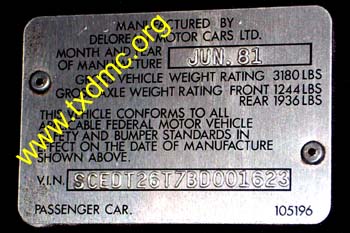 MANUFACTURED BY
DELOREAN MOTOR CARS LTD.
MONTH AND YEAR
OF MANUFACTURE JUN. 81
GROSS VEHICLE WEIGHT RATING 3180 LBS
GROSS AXLE WEIGHT RATING FRONT 1244 LBS
REAR 1936 LBS
THIS VEHICLE CONFORMS TO ALL
APPLICABLE FEDERAL MOTOR VEHICLE
SAFETY AND BUMPER STANDARDS IN
EFFECT ON THE DATE OF MANUFACTURE
SHOWN ABOVE.
V.I.N. SCEDT26T7BD001623
PASSENGER CAR. 105196
www.txdmc.org